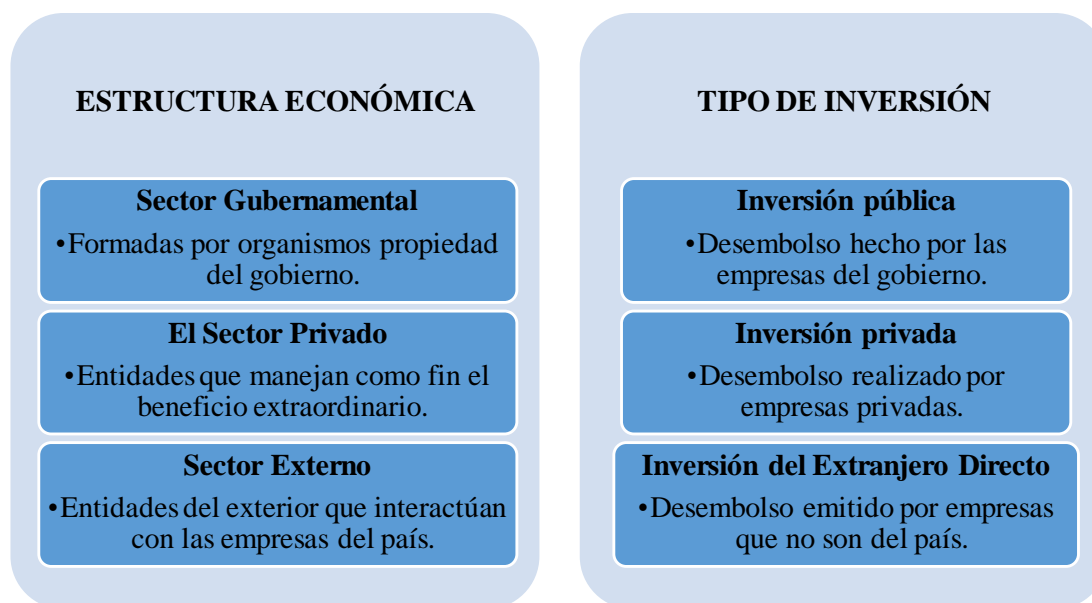 ESTRUCTURA ECONÓMICA
Sector Gubernamental
•Formadas por organismos propiedad
del gobierno.
El Sector Privado
•Entidades que manejan como fin el
beneficio extraordinario.
Sector Externo
•Entidades del exterior que interactúan
con las empresas del país.
TIPO DE INVERSIÓN
Inversión pública
•Desembolso hecho por las
empresas del gobierno.
Inversión privada
•Desembolso realizado por
empresas privadas.
Inversión del Extranjero Directo
•Desembolso emitido por empresas
que no son del país.